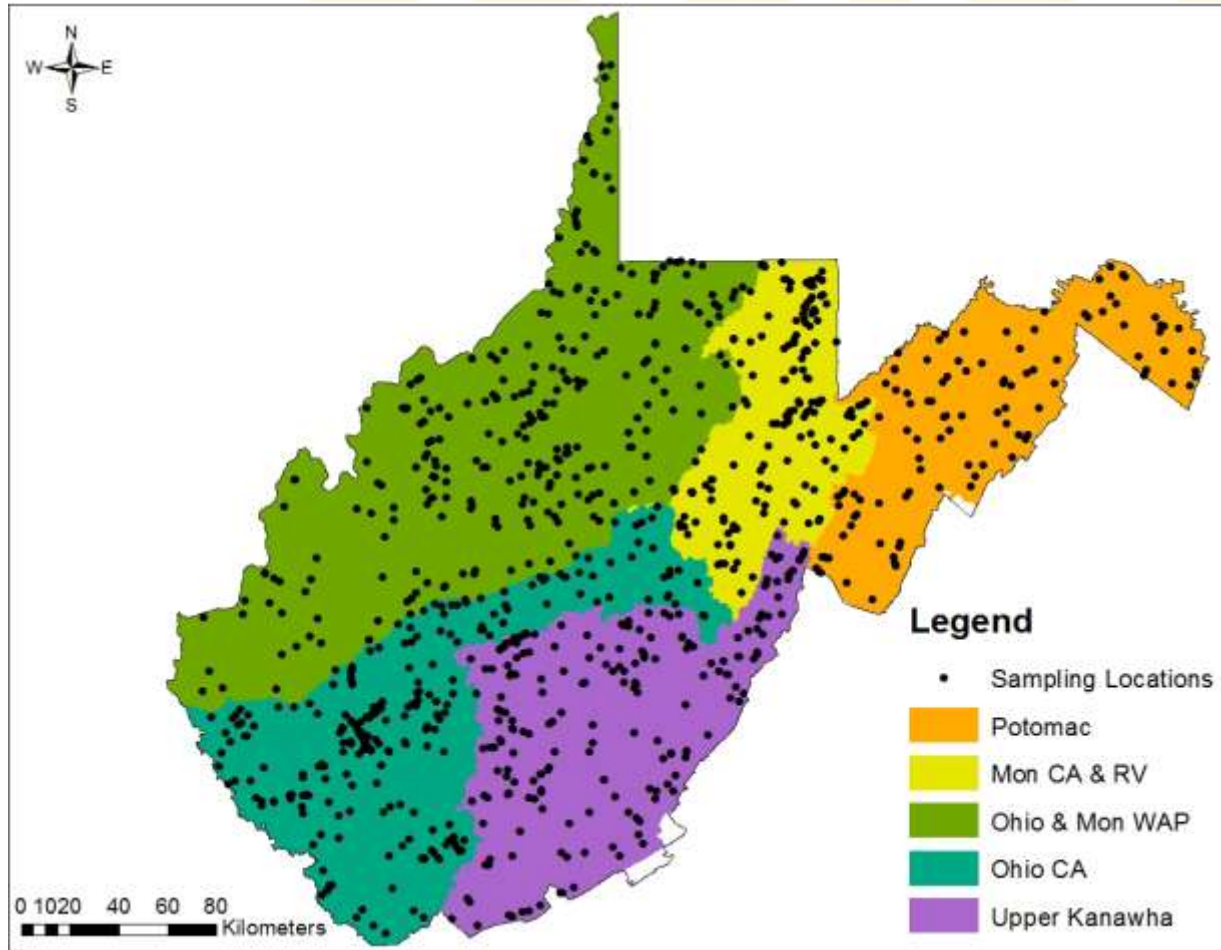 N
W E
S
Legend
Sampling Locations
Potomac
Mon CA & RV
Ohio & Mon WAP
Ohio CA
Upper Kanawha
0 1020 40 60 80
Kilometers